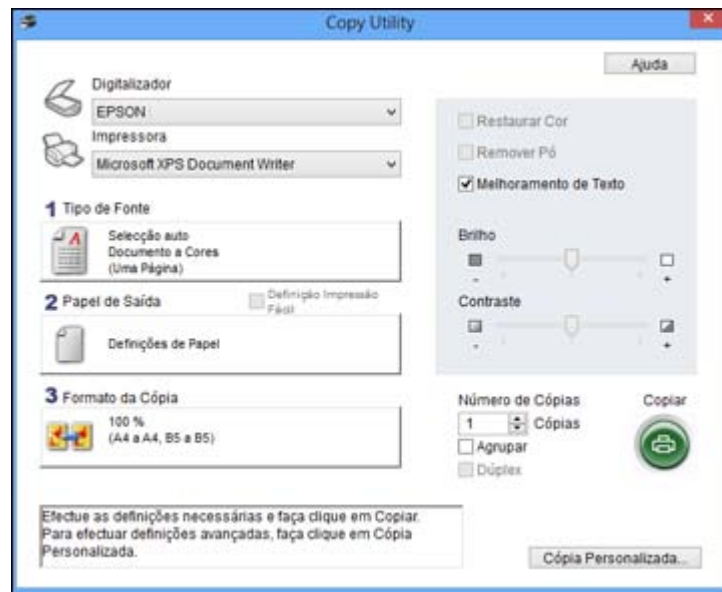 Copy Utility
Ajuda
Digitalizador
EPSON
Impressora
Microsoft XPS Document Writer
1 Tipo de Fonte
Selecção auto
Documento a Cores
(Uma Página)
2 Papel de Saída
Definição Impressão
Fácil
Definições de Papel
3 Formato da Cópia
100 %
(A4 a A4, B5 a B5)
Restaurar Cor
Remover Pó
Melhoramento de Texto
Brilho
- +
Contraste
- +
Número de Cópias
1 Cópias
Agrupar
Dúplex
Copiar
Efectue as definições necessárias e faça clique em Copiar.
Para efectuar definições avançadas, faça clique em Cópia
Personalizada.
Cópia Personalizada...